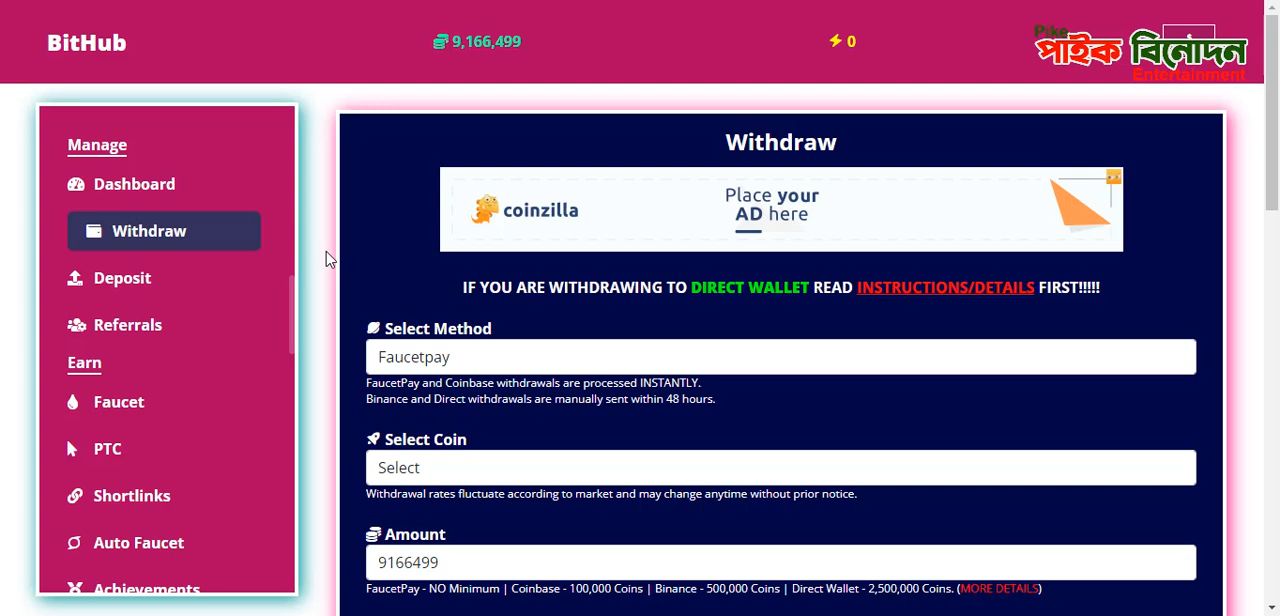 BitHub
9,166,499
0
Pike
পাইক বিনোদন
Entertainment
Manage
Dashboard
Withdraw
Deposit
Referrals
Earn
Faucet
PTC
Shortlinks
Auto Faucet
Achievements
Withdraw
coinzilla
Place your
AD here
IF YOU ARE WITHDRAWING TO DIRECT WALLET READ INSTRUCTIONS/DETAILS FIRST!!!!!
Select Method
Faucetpay
FaucetPay and Coinbase withdrawals are processed INSTANTLY.
Binance and Direct withdrawals are manually sent within 48 hours.
Select Coin
Select
Withdrawal rates fluctuate according to market and may change anytime without prior notice.
Amount
9166499
FaucetPay - NO Minimum | Coinbase - 100,000 Coins | Binance - 500,000 Coins | Direct Wallet - 2,500,000 Coins. (MORE DETAILS)